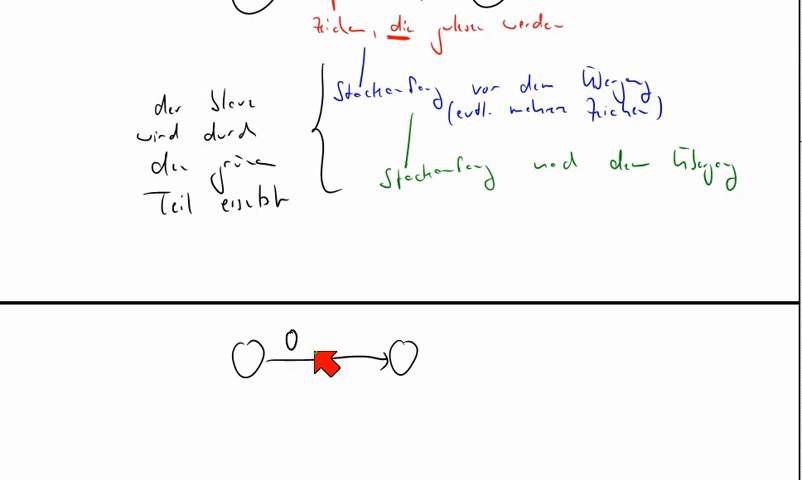 Zeichen, die gelesen werden
Stackanfang vor dem Übergang
(evtl. mehrere Zeichen)
der blaue
wird durch
den grünen
Teil ersetzt
Stackanfang nach dem Übergang
0